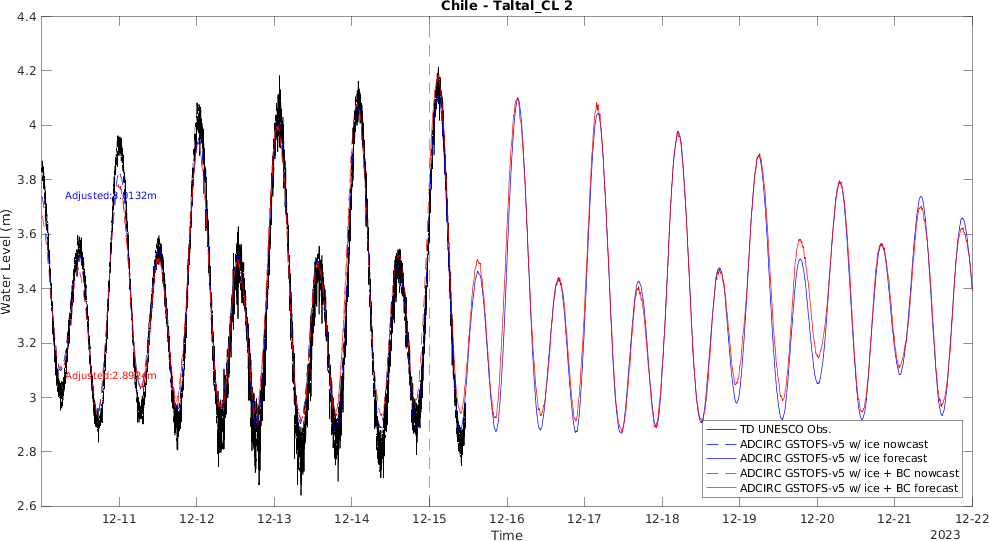 Chile - Taltal_CL 2
4.4
4.2
4
3.8
3.6
3.4
3.2
3
2.8
2.6
Water Level (m)
Adjusted:3.0132m
Adjusted:2.8924m
TD UNESCO Obs.
ADCIRC GSTOFS-v5 w/ ice nowcast
ADCIRC GSTOFS-v5 w/ ice forecast
ADCIRC GSTOFS-v5 w/ ice + BC nowcast
ADCIRC GSTOFS-v5 w/ ice + BC forecast
12-11 12-12 12-13 12-14 12-15 12-16 12-17 12-18 12-19 12-20 12-21 12-22
Time
2023